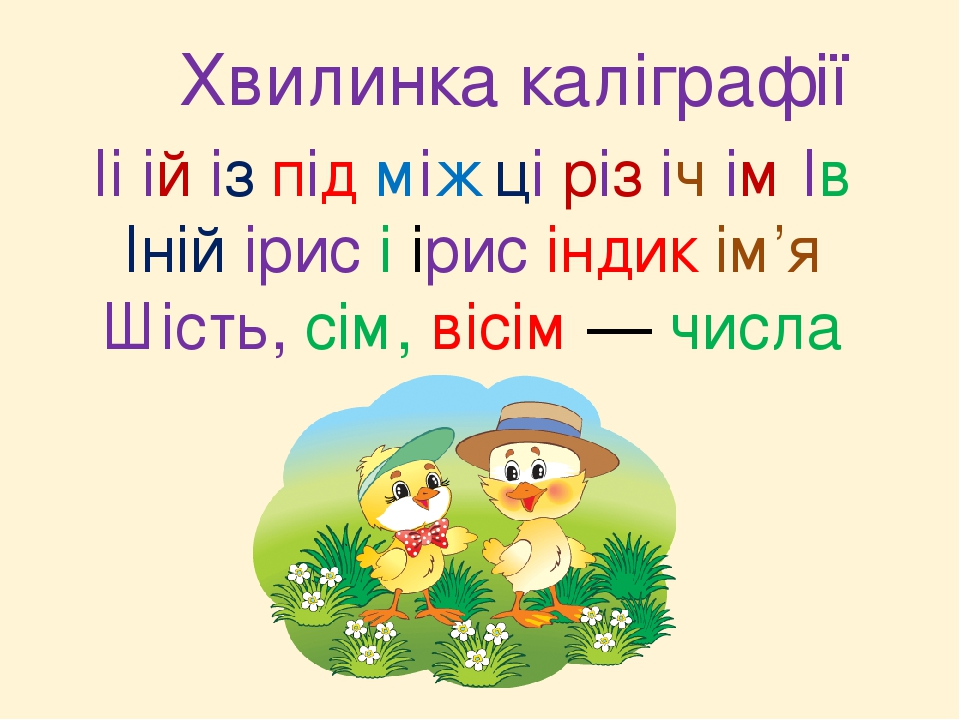 Хвилинка каліграфії
Іі ій із під між ці різ іч ім Ів
Іній ірис і ірис індик ім’я
Шість, сім, вісім — числа